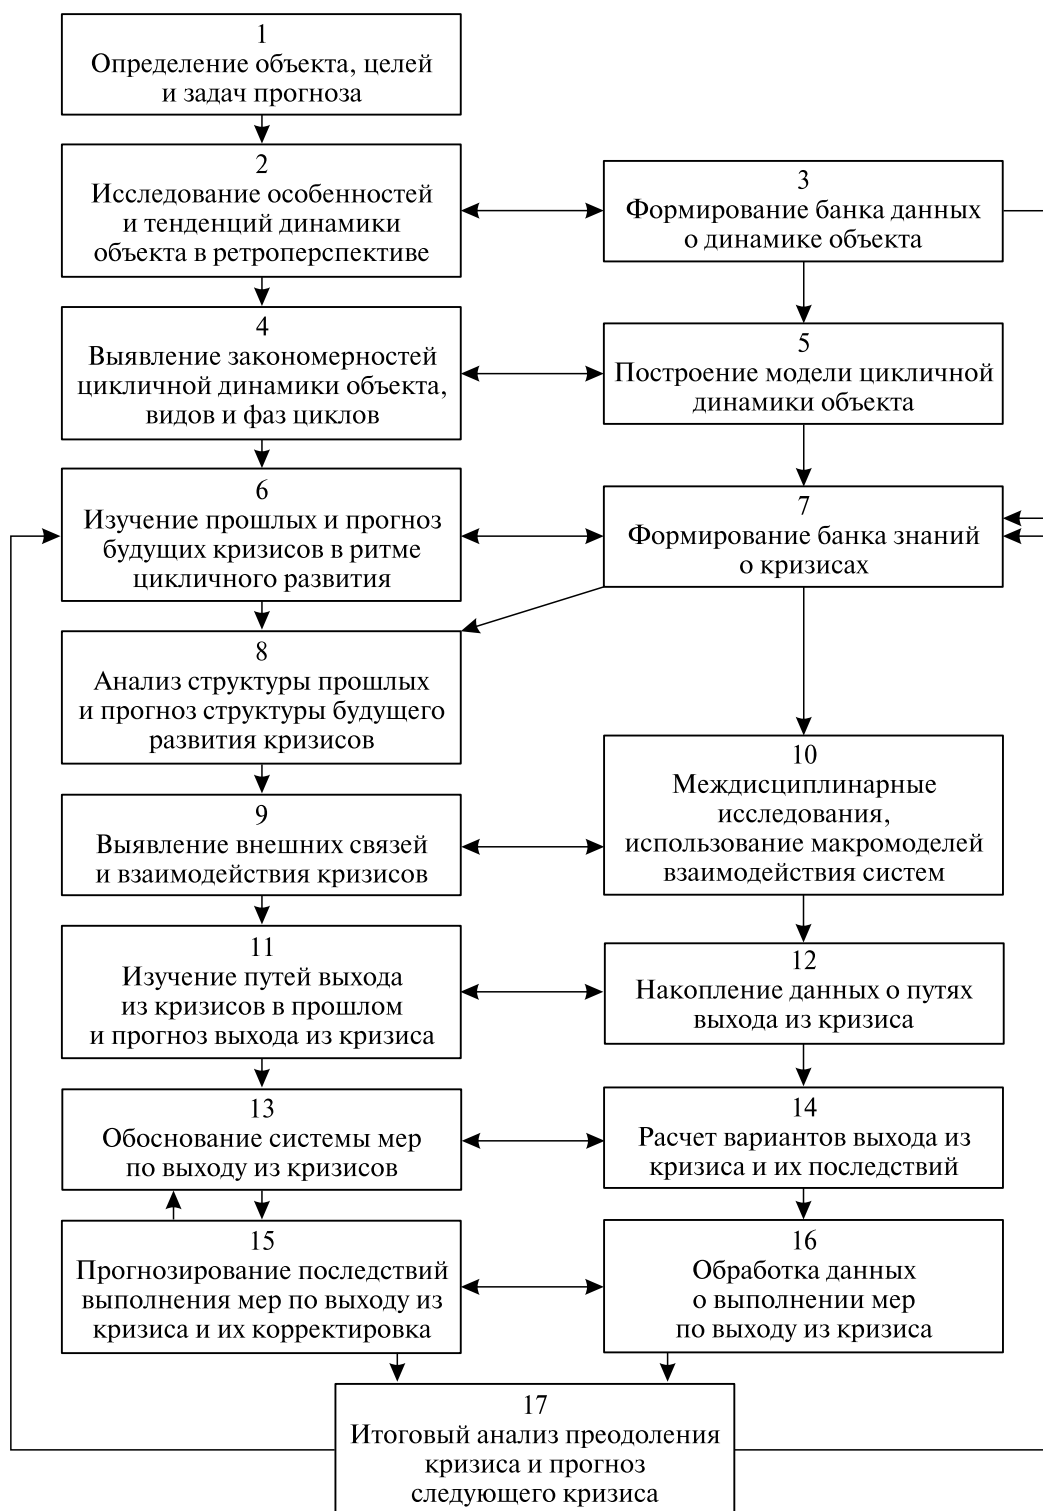 1
Определение объекта, целей
и задач прогноза
2
Исследование особенностей
и тенденций динамики
объекта в ретроперспективе
3
Формирование банка данных
о динамике объекта
4
Выявление закономерностей
цикличной динамики объекта,
видов и фаз циклов
5
Построение модели цикличной
динамики объекта
6
Изучение прошлых и прогноз
будущих кризисов в ритме
цикличного развития
7
Формирование банка знаний
о кризисах
8
Анализ структуры прошлых
и прогноз структуры будущего
развития кризисов
9
Выявление внешних связей
и взаимодействия кризисов
10
Междисциплинарные
исследования,
использование макромоделей
взаимодействия систем
11
Изучение путей выхода
из кризисов в прошлом
и прогноз выхода из кризиса
12
Накопление данных о путях
выхода из кризиса
13
Обоснование системы мер
по выходу из кризисов
14
Расчет вариантов выхода из
кризиса и их последствий
15
Прогнозирование последствий
выполнения мер по выходу из
кризиса и их корректировка
16
Обработка данных
о выполнении мер
по выходу из кризиса
17
Итоговый анализ преодоления
кризиса и прогноз
следующего кризиса